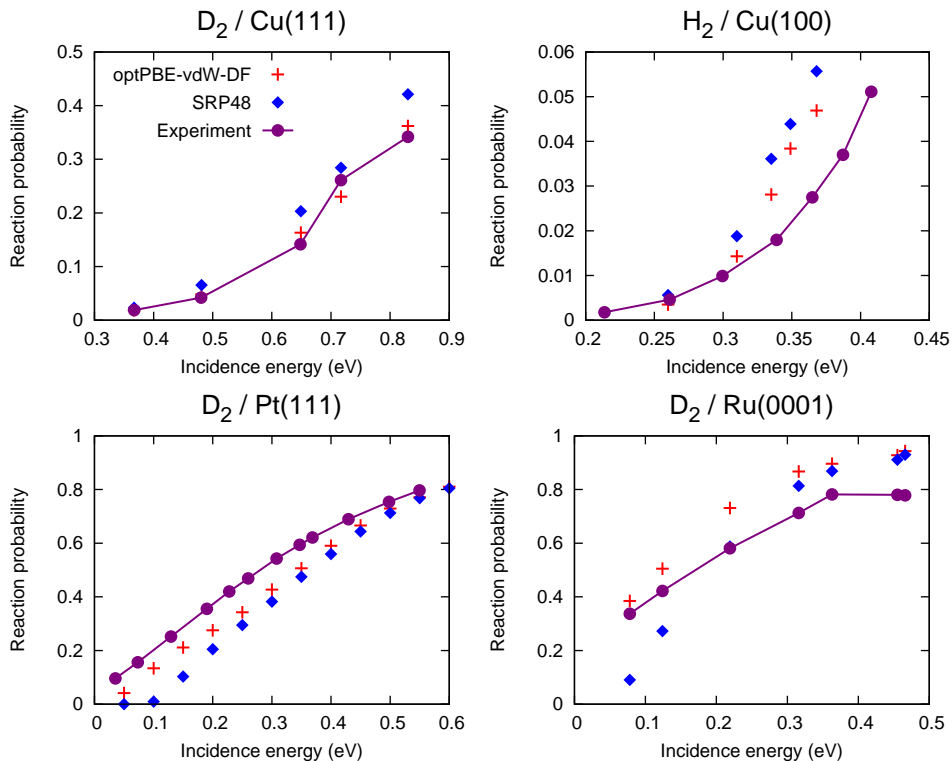 D2 / Cu(111)
Reaction probability
0.5
0.4
0.3
0.2
0.1
0
optPBE-vdW-DF
SRP48
Experiment
0.3 0.4 0.5 0.6 0.7 0.8 0.9
Incidence energy (eV)
H2 / Cu(100)
Reaction probability
0.06
0.05
0.04
0.03
0.02
0.01
0
0.2 0.25 0.3 0.35 0.4 0.45
Incidence energy (eV)
D2 / Pt(111)
Reaction probability
1
0.8
0.6
0.4
0.2
0
0 0.1 0.2 0.3 0.4 0.5 0.6
Incidence energy (eV)
D2 / Ru(0001)
Reaction probability
1
0.8
0.6
0.4
0.2
0
0 0.1 0.2 0.3 0.4 0.5
Incidence energy (eV)